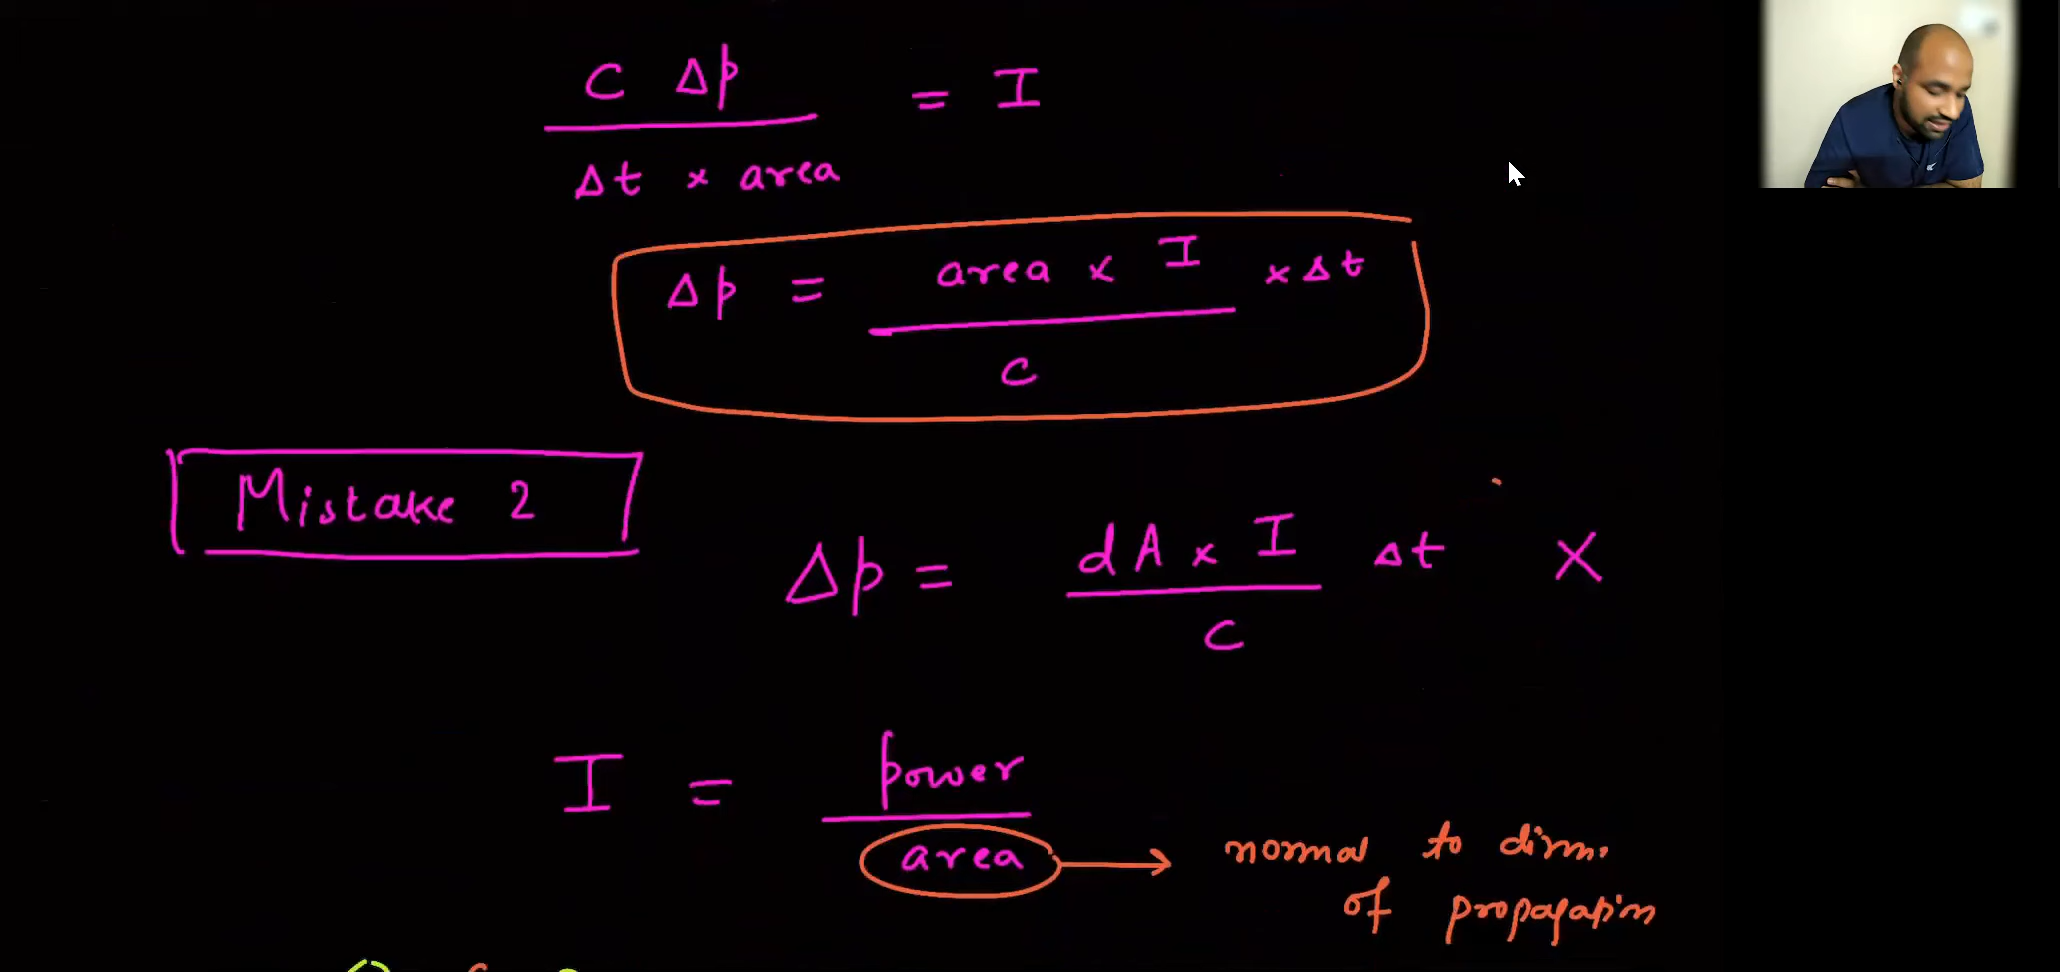 C Δp
Δt × area
= I
Δp = area × I × Δt
C
Mistake 2
Δp = dA × I Δt X
C
I = power
area → normal to dirn.
of propagation